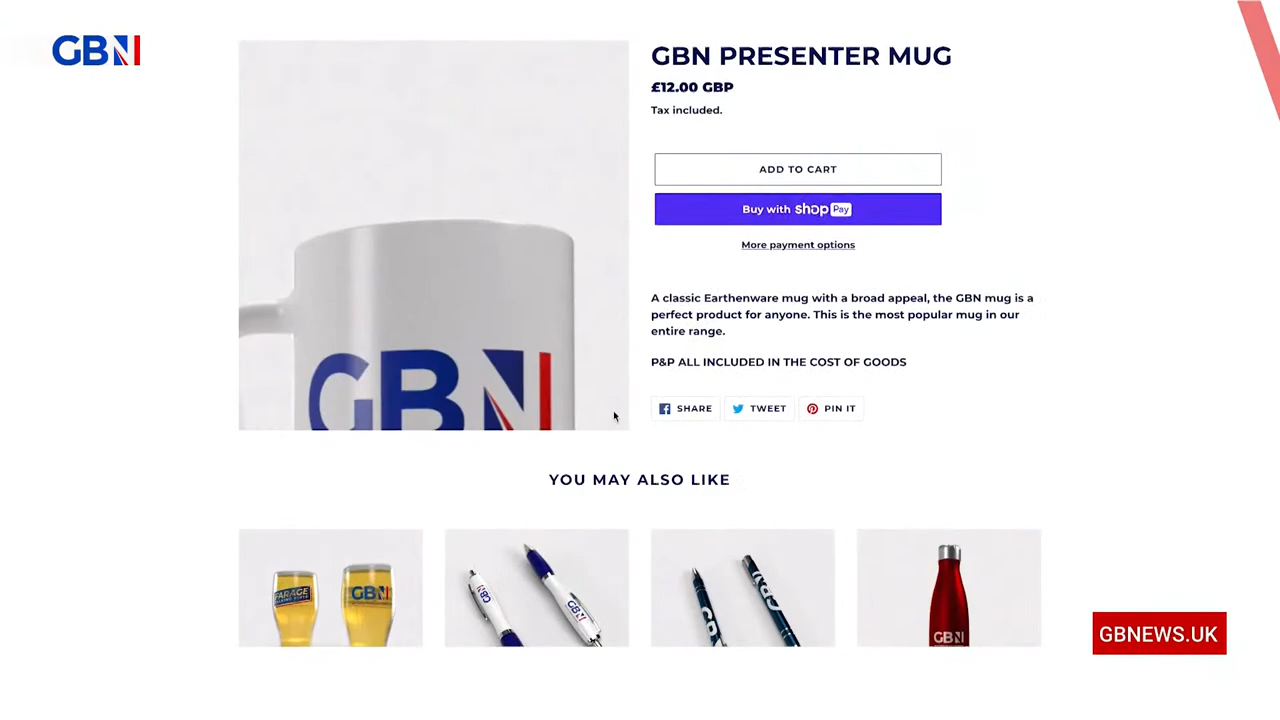 GBN
GBN PRESENTER MUG
£12.00 GBP
Tax included.
ADD TO CART
Buy with shop Pay
More payment options
A classic Earthenware mug with a broad appeal, the GBN mug is a
perfect product for anyone. This is the most popular mug in our
entire range.
P&P ALL INCLUDED IN THE COST OF GOODS
SHARE
TWEET
PIN IT
GBN
YOU MAY ALSO LIKE
FARAGE
GBN
GBN
GBN
GBN
GBNEWS.UK